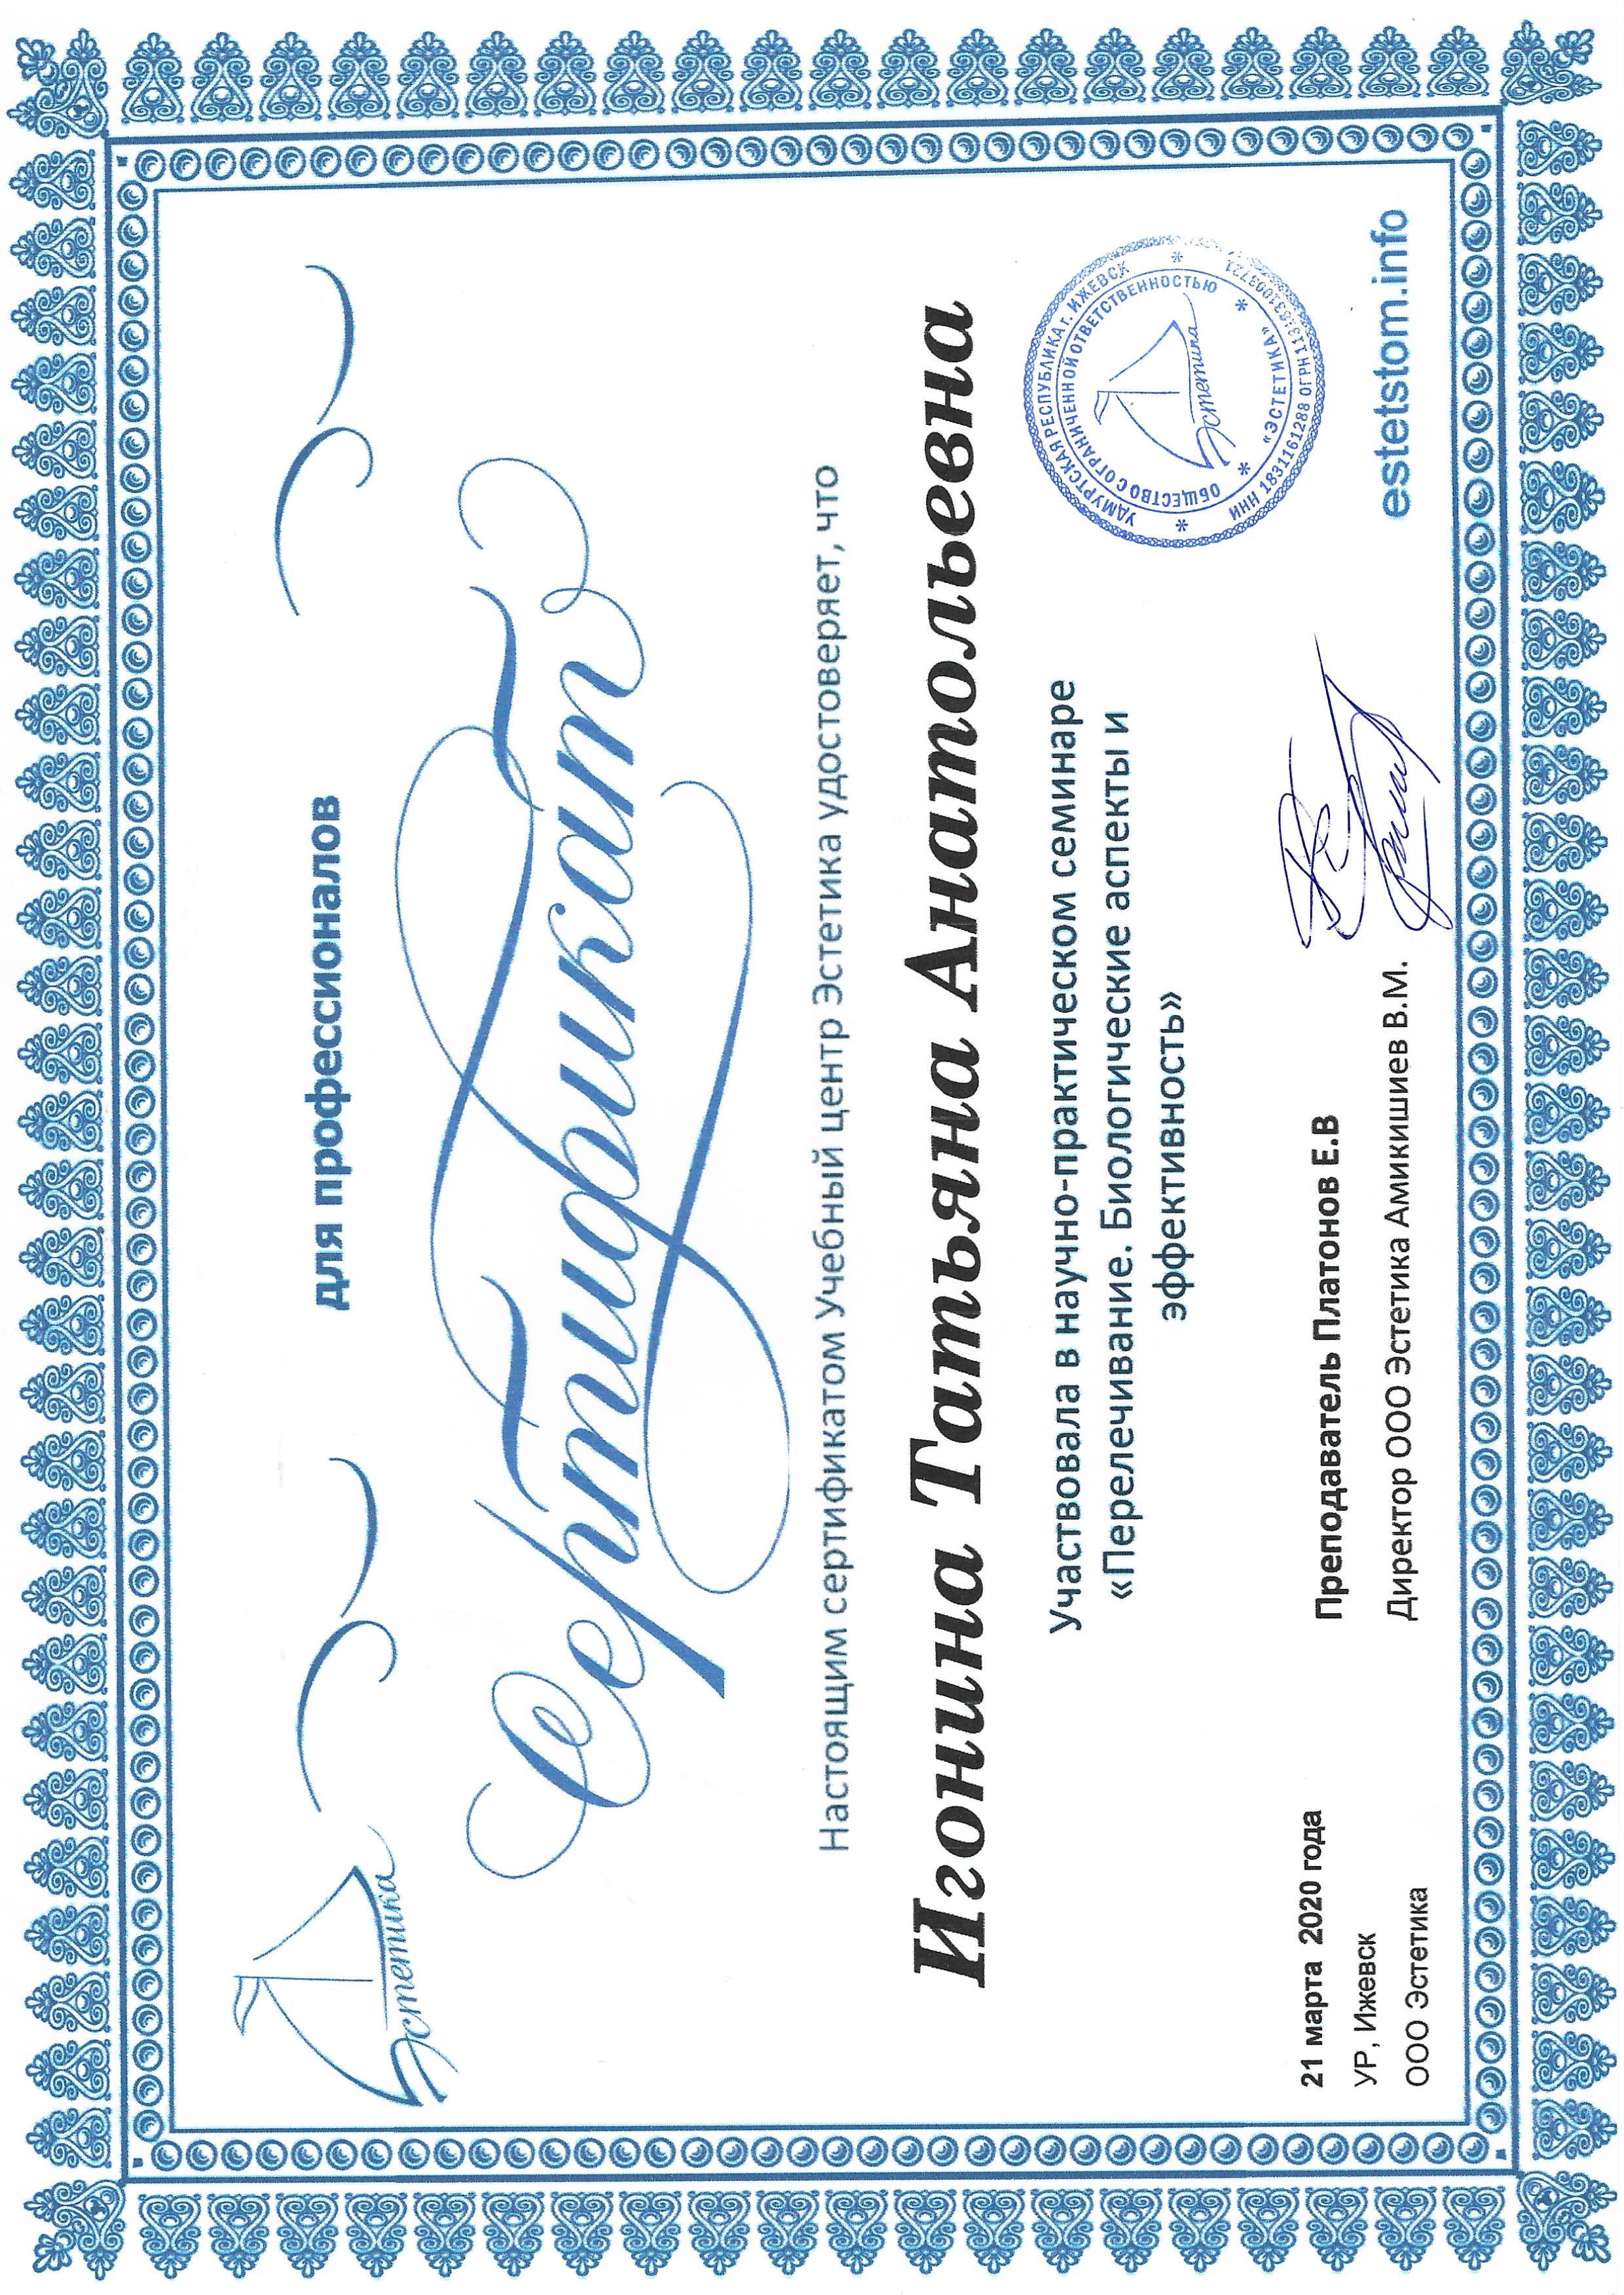 Эстетика
для профессионалов
Сертификат
Настоящим сертификатом Учебный центр Эстетика удостоверяет, что
Игонина Татьяна Анатольевна
Участвовала в научно-практическом семинаре
«Перелечивание. Биологические аспекты и
эффективность»
21 марта 2020 года
УР, Ижевск
ООО Эстетика
Преподаватель Платонов Е.В
Директор ООО Эстетика Амикишиев В.М.
УДМУРТСКАЯ РЕСПУБЛИКА г. ИЖЕВСК
ОБЩЕСТВО С ОГРАНИЧЕННОЙ ОТВЕТСТВЕННОСТЬЮ
«ЭСТЕТИКА»
ИНН 1831161288 ОГРН 1131831003721
Эстетика
estetstom.info